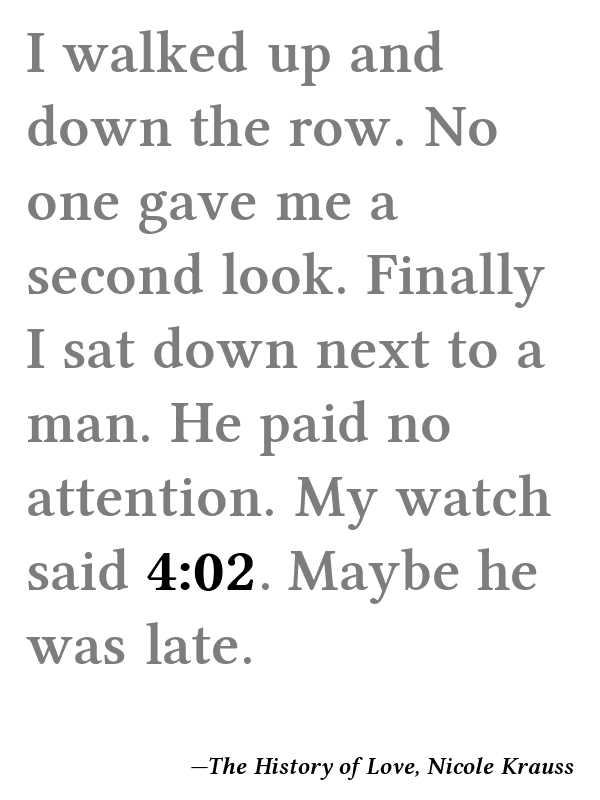 I walked up and
down the row. No
one gave me a
second look. Finally
I sat down next to a
man. He paid no
attention. My watch
said 4:02. Maybe he
was late.
—The History of Love, Nicole Krauss